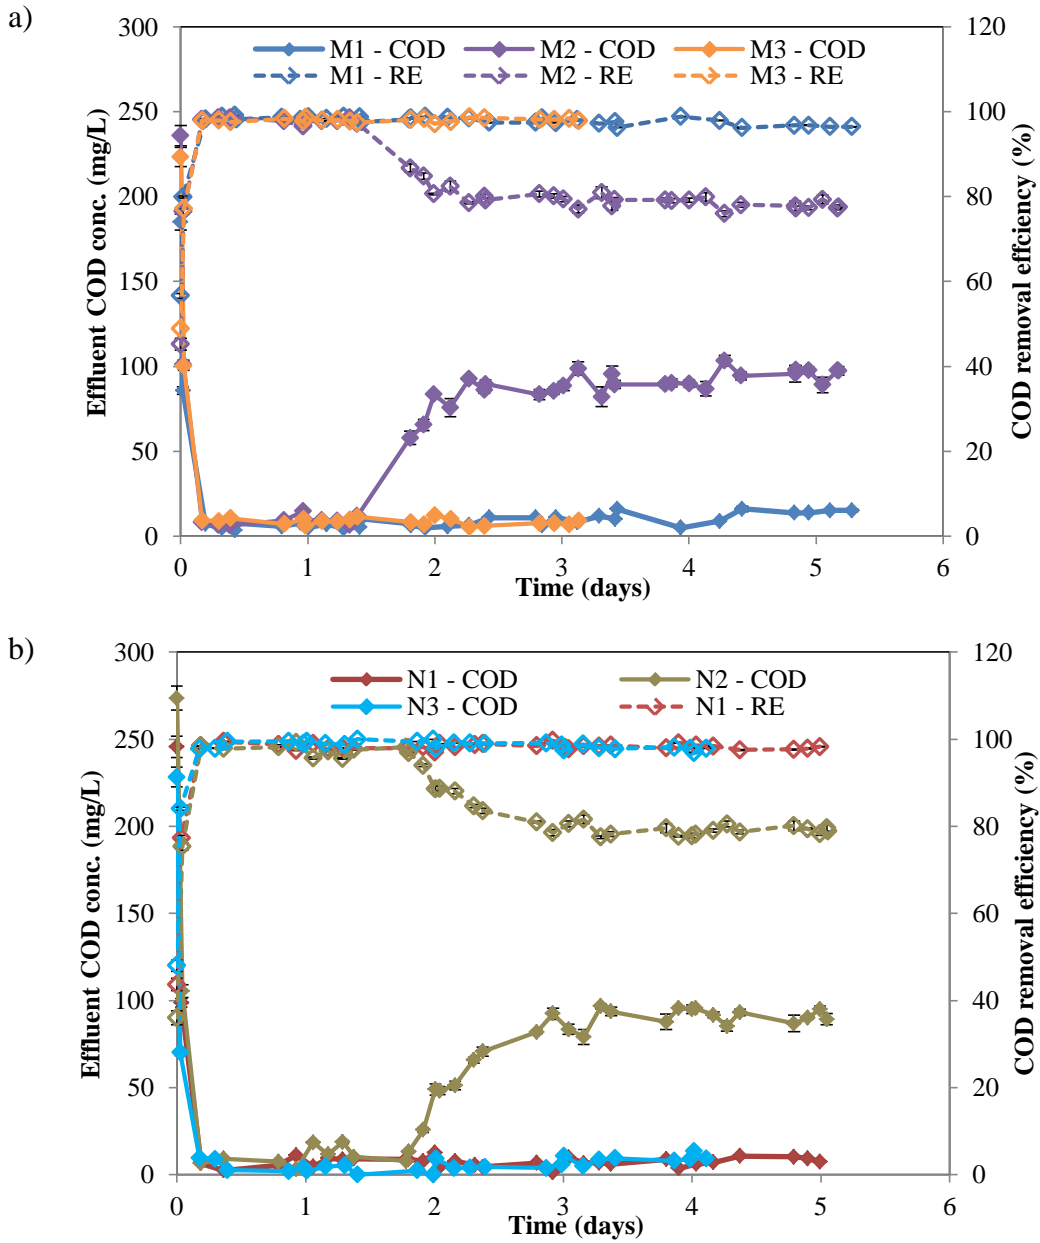 a)
300
250
200
150
100
50
0
Effluent COD conc. (mg/L)
M1 - COD M2 - COD M3 - COD
M1 - RE M2 - RE M3 - RE
120
100
80
60
40
20
0
COD removal effciency (%)
0 1 2 3 4 5 6
Time (days)
b)
300
250
200
150
100
50
0
Effluent COD conc. (mg/L)
N1 - COD N2 - COD
N3 - COD N1 - RE
120
100
80
60
40
20
0
COD removal efficiency (%)
0 1 2 3 4 5 6
Time (days)